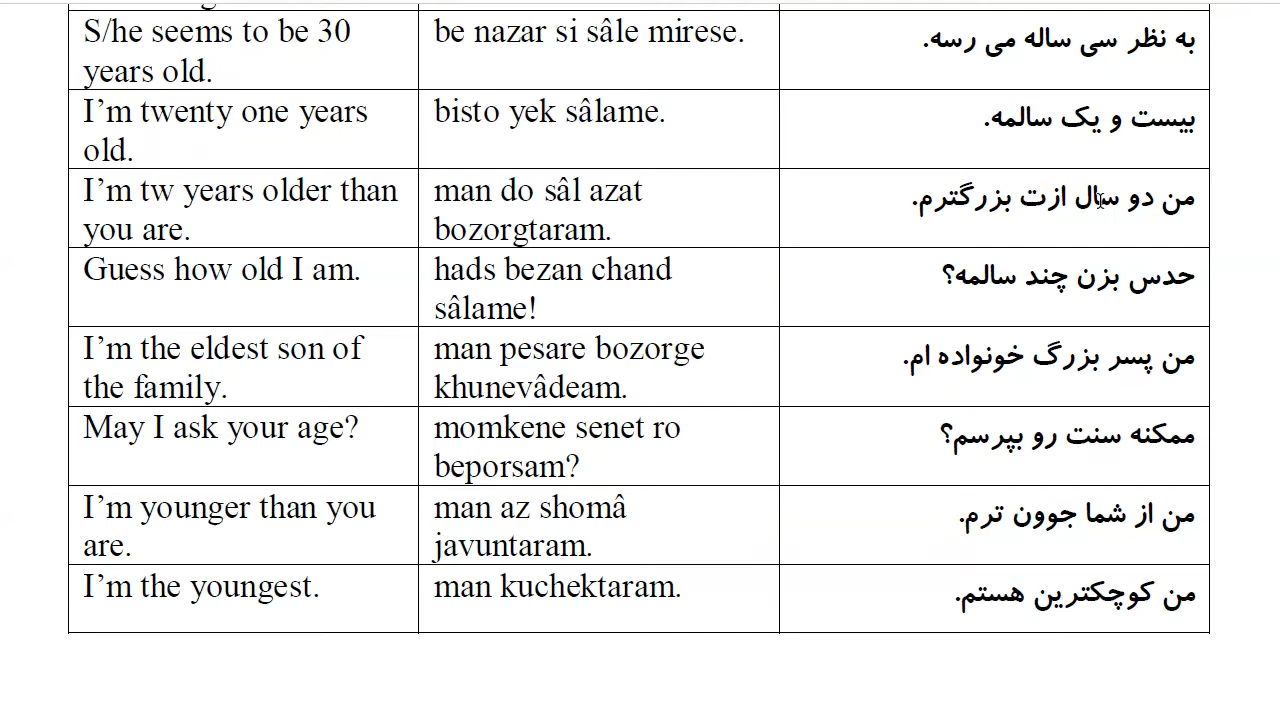 S/he seems to be 30
years old.
be nazar si sâle mirese.
به نظر سی ساله می رسه.
I’m twenty one years
old.
bisto yek sâlame.
بیست و یک سالمه.
I’m tw years older than
you are.
man do sâl azat
bozorgtaram.
من دو سال ازت بزرگترم.
Guess how old I am.
hads bezan chand
sâlame!
حدس بزن چند سالمه؟
I’m the eldest son of
the family.
man pesare bozorge
khunevâdeam.
من پسر بزرگ خونواده ام.
May I ask your age?
momkene senet ro
beporsam?
ممکنه سنت رو بپرسم؟
I’m younger than you
are.
man az shomâ
javuntaram.
من از شما جوون ترم.
I’m the youngest.
man kuchektaram.
من کوچکترین هستم.